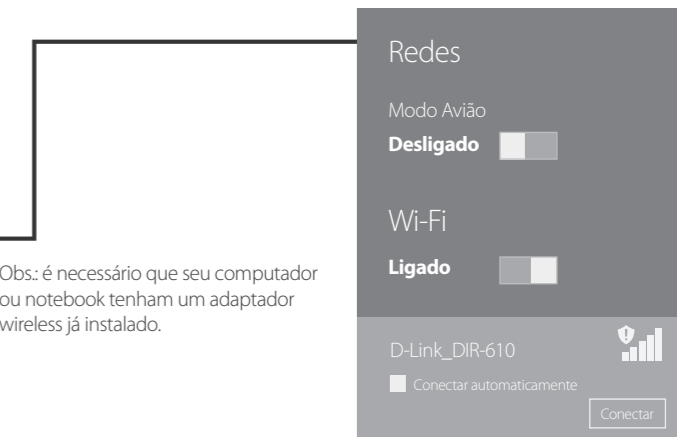 Redes
Modo Avião
Desligado
Wi-Fi
Ligado
Obs.: é necessário que seu computador
ou notebook tenham um adaptador
wireless já instalado.
D-Link_DIR-610
Conectar automaticamente
Conectar